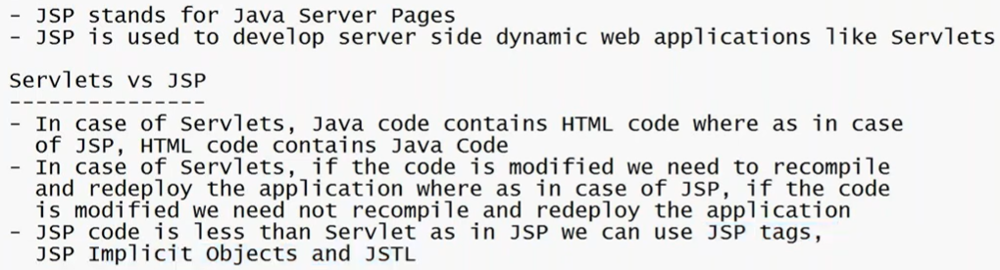 - JSP stands for Java Server Pages
- JSP is used to develop server side dynamic web applications like Servlets
Servlets vs JSP
---------------
- In case of Servlets, Java code contains HTML code where as in case
of JSP, HTML code contains Java Code
- In case of Servlets, if the code is modified we need to recompile
and redeploy the application where as in case of JSP, if the code
is modified we need not recompile and redeploy the application
- JSP code is less than Servlet as in JSP we can use JSP tags,
JSP Implicit Objects and JSTL